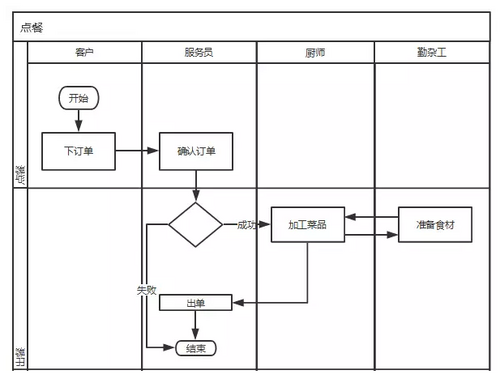 点餐
客户
服务员
厨师
勤杂工
开始
下订单
确认订单
点餐
成功
加工菜品
准备食材
失败
出单
结束